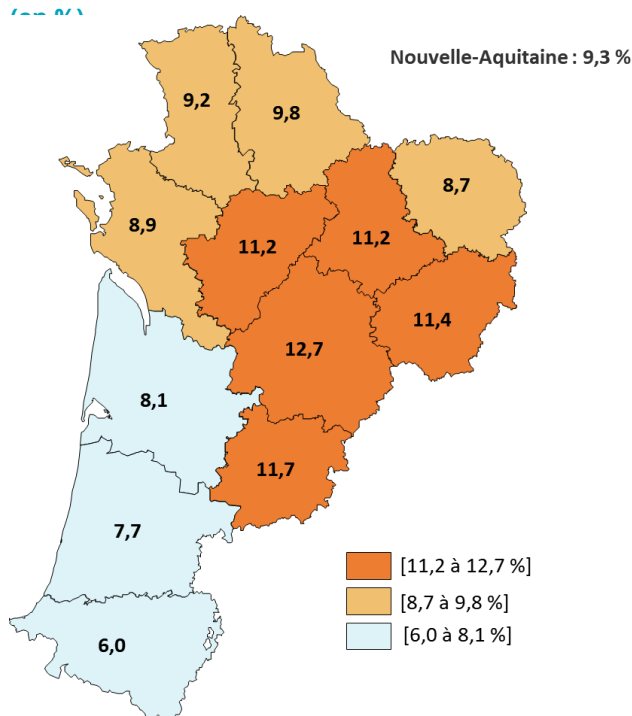 (en %)
Nouvelle-Aquitaine : 9,3 %
9,2
9,8
8,7
8,9
11,2
11,2
11,4
12,7
8,1
11,7
7,7
6,0
[11,2 à 12,7 %]
[8,7 à 9,8 %]
[6,0 à 8,1 %]